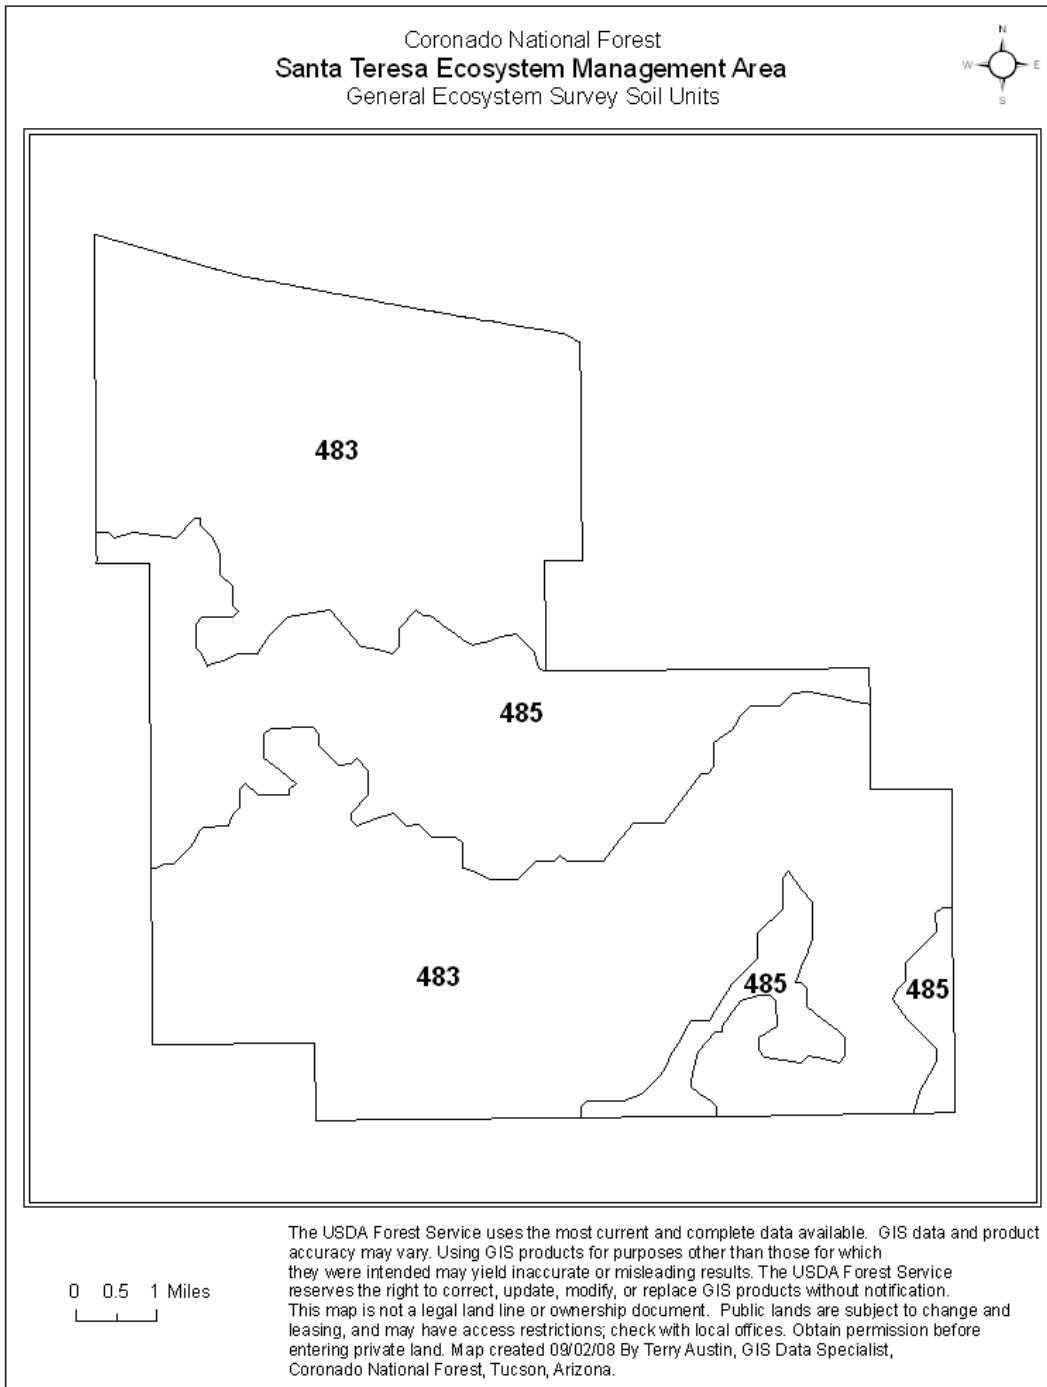 Coronado National Forest
Santa Teresa Ecosystem Management Area
General Ecosystem Survey Soil Units
N
W E
S
483
485
483
485
485
0 0.5 1 Miles
The USDA Forest Service uses the most current and complete data available. GIS data and product
accuracy may vary. Using GIS products for purposes other than those for which
they were intended may yield inaccurate or misleading results. The USDA Forest Service
reserves the right to correct, update, modify, or replace GIS products without notification.
This map is not a legal land line or ownership document. Public lands are subject to change and
leasing, and may have access restrictions; check with local offices. Obtain permission before
entering private land. Map created 09/02/08 By Terry Austin, GIS Data Specialist,
Coronado National Forest, Tucson, Arizona.